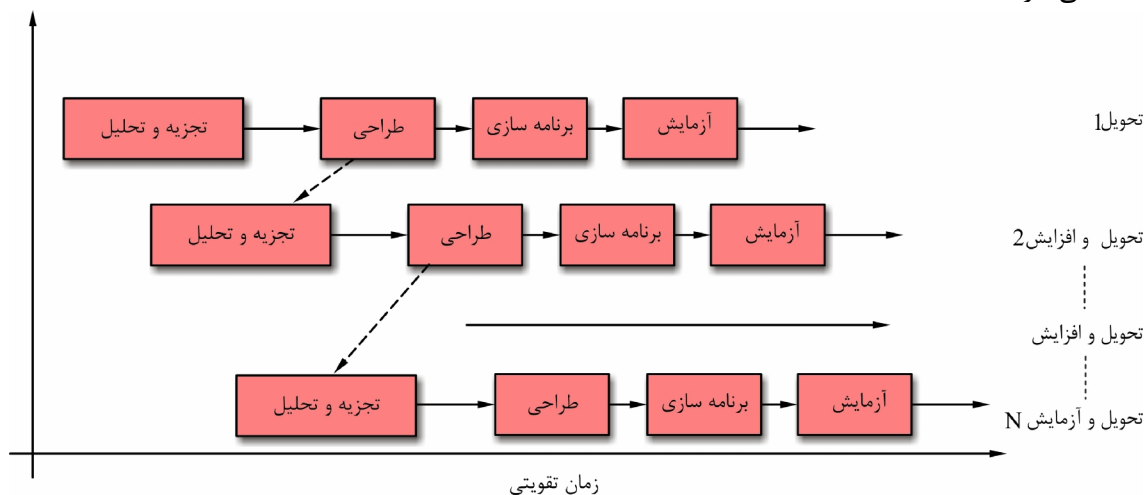 تجزیه و تحلیل
طراحی
برنامه سازی
آزمایش
تحویل1
تجزیه و تحلیل
طراحی
برنامه سازی
آزمایش
تحویل و افزایش2
تحویل و افزایش
تجزیه و تحلیل
طراحی
برنامه سازی
آزمایش
تحویل و آزمایش N
زمان تقویتی